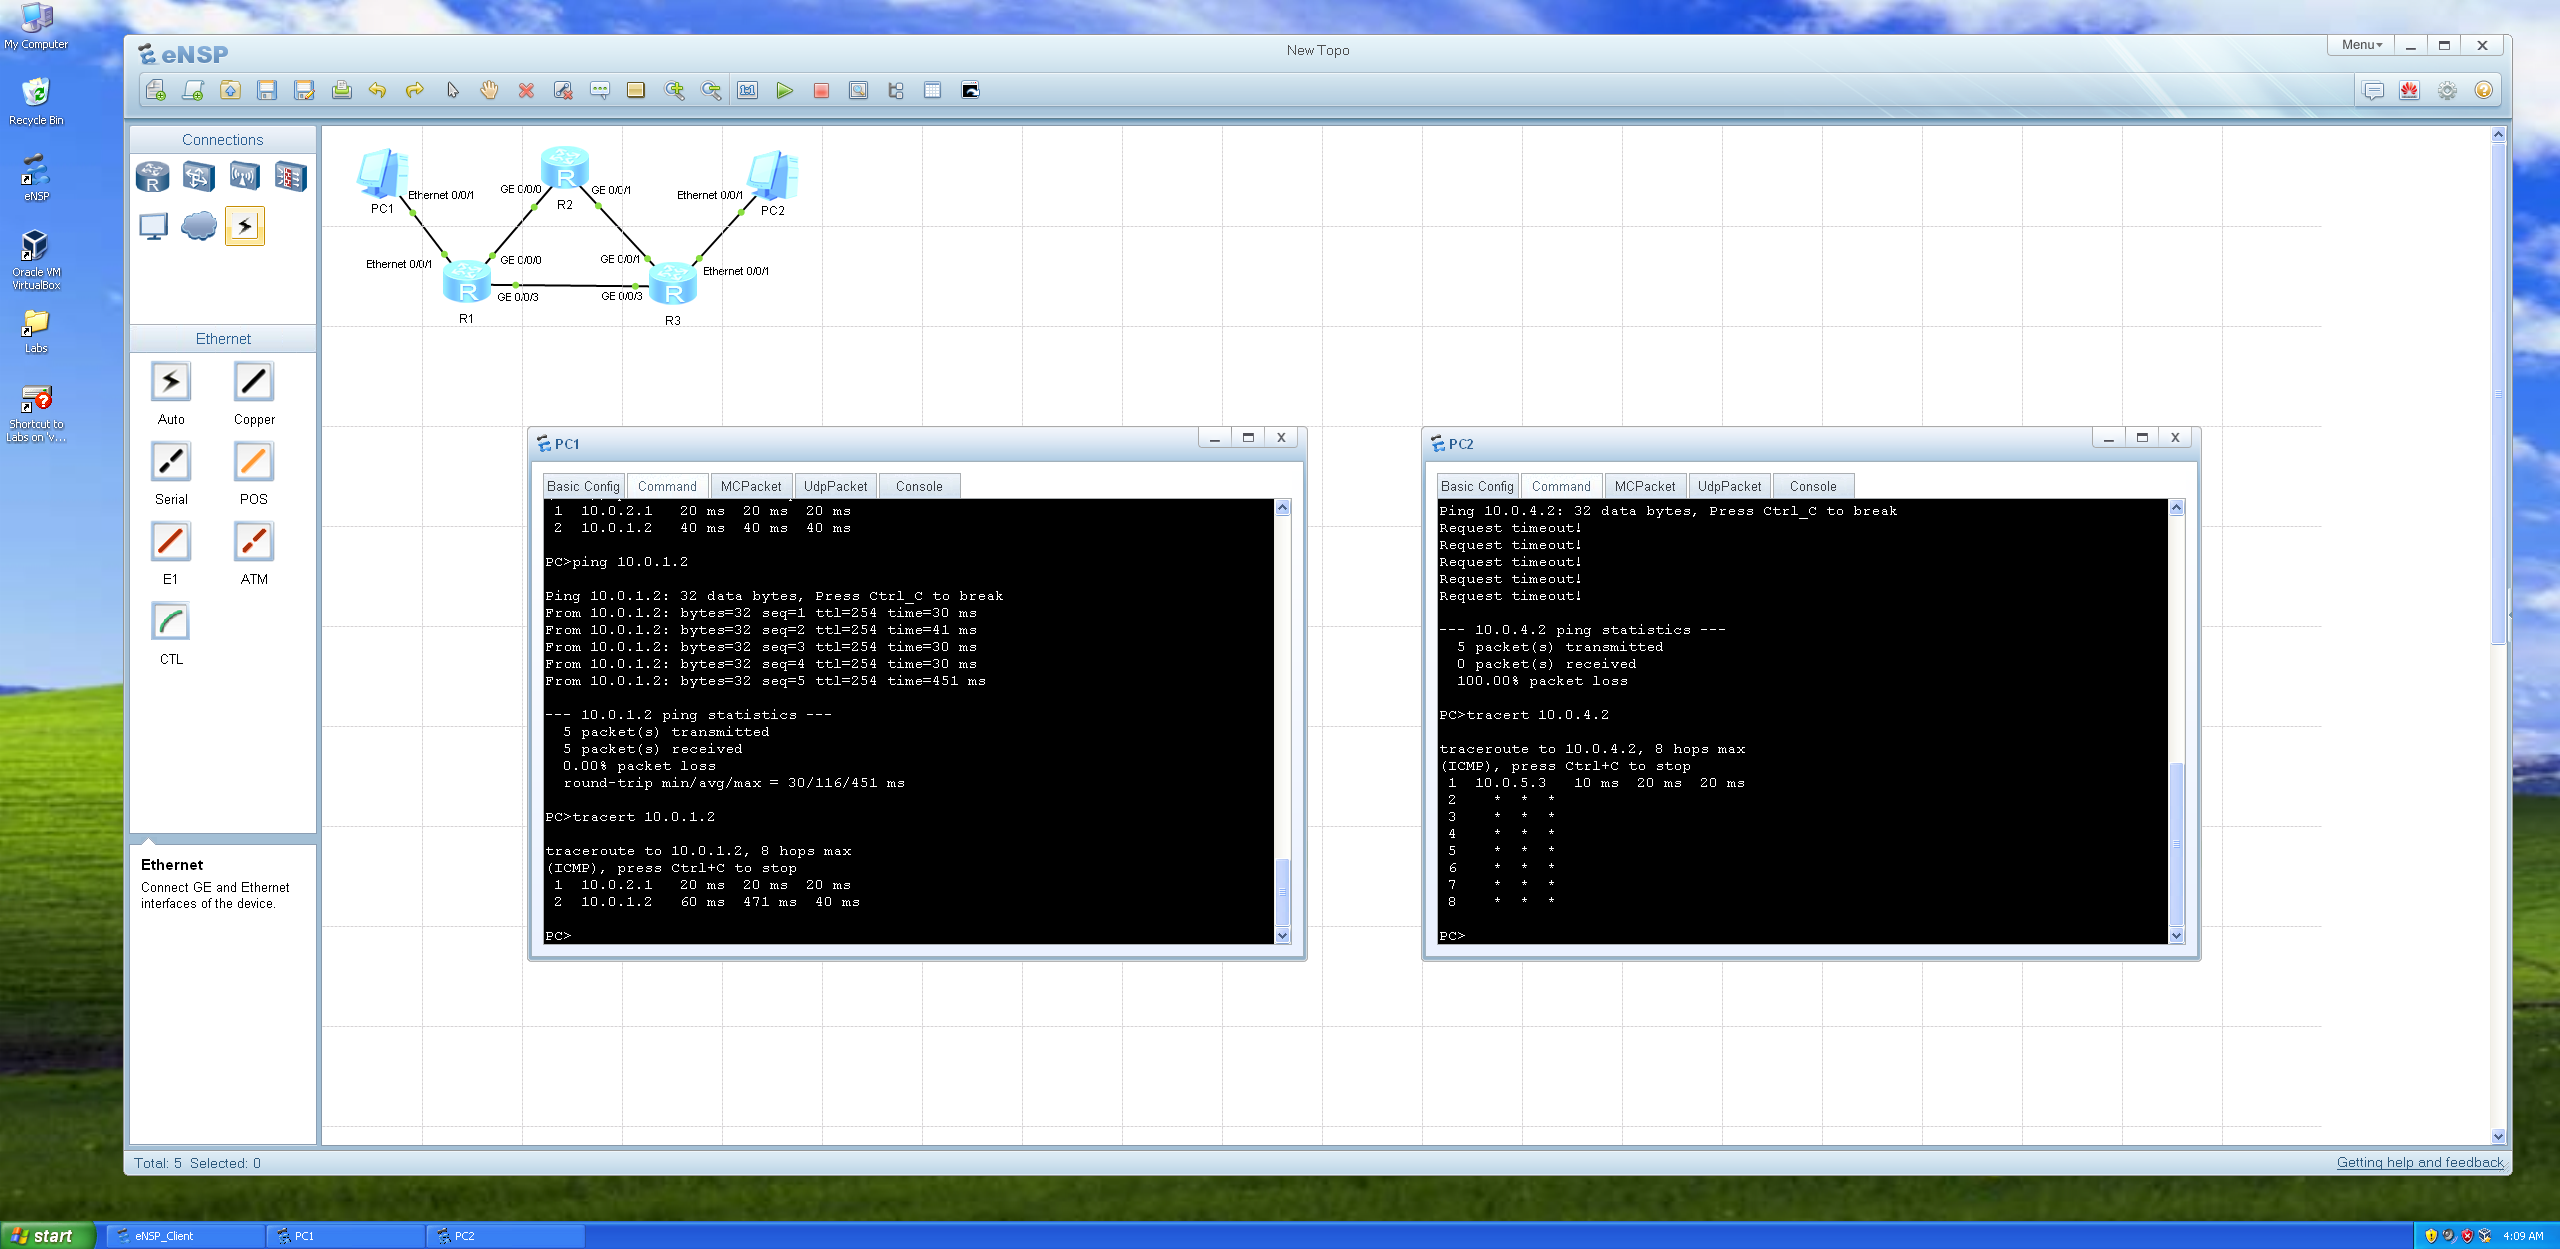 My Computer
Recycle Bin
eNSP
Oracle VM
VirtualBox
Labs
Shortcut to
Labs on 'v...
eNSP
New Topo
Menu
Connections
R
Ethernet
Auto
Copper
Serial
POS
E1
ATM
CTL
Ethernet
Connect GE and Ethernet
interfaces of the device.
PC1
Ethernet 0/0/1
GE 0/0/0
R
R2
GE 0/0/1
Ethernet 0/0/1
PC2
Ethernet 0/0/1
GE 0/0/0
GE 0/0/1
Ethernet 0/0/1
R
GE 0/0/3
GE 0/0/3
R
R1
R3
PC1
Basic Config
Command
MCPacket
UdpPacket
Console
1 10.0.2.1 20 ms 20 ms 20 ms
2 10.0.1.2 40 ms 40 ms 40 ms
PC>ping 10.0.1.2
Ping 10.0.1.2: 32 data bytes, Press Ctrl_C to break
From 10.0.1.2: bytes=32 seq=1 ttl=254 time=30 ms
From 10.0.1.2: bytes=32 seq=2 ttl=254 time=41 ms
From 10.0.1.2: bytes=32 seq=3 ttl=254 time=30 ms
From 10.0.1.2: bytes=32 seq=4 ttl=254 time=30 ms
From 10.0.1.2: bytes=32 seq=5 ttl=254 time=451 ms
--- 10.0.1.2 ping statistics ---
5 packet(s) transmitted
5 packet(s) received
0.00% packet loss
round-trip min/avg/max = 30/116/451 ms
PC>tracert 10.0.1.2
traceroute to 10.0.1.2, 8 hops max
(ICMP), press Ctrl+C to stop
1 10.0.2.1 20 ms 20 ms 20 ms
2 10.0.1.2 60 ms 471 ms 40 ms
PC>
PC2
Basic Config
Command
MCPacket
UdpPacket
Console
Ping 10.0.4.2: 32 data bytes, Press Ctrl_C to break
Request timeout!
Request timeout!
Request timeout!
Request timeout!
Request timeout!
--- 10.0.4.2 ping statistics ---
5 packet(s) transmitted
0 packet(s) received
100.00% packet loss
PC>tracert 10.0.4.2
traceroute to 10.0.4.2, 8 hops max
(ICMP), press Ctrl+C to stop
1 10.0.5.3 10 ms 20 ms 20 ms
2 * * *
3 * * *
4 * * *
5 * * *
6 * * *
7 * * *
8 * * *
PC>
Total: 5 Selected: 0
Getting help and feedback
start
eNSP_Client
PC1
PC2
4:09 AM